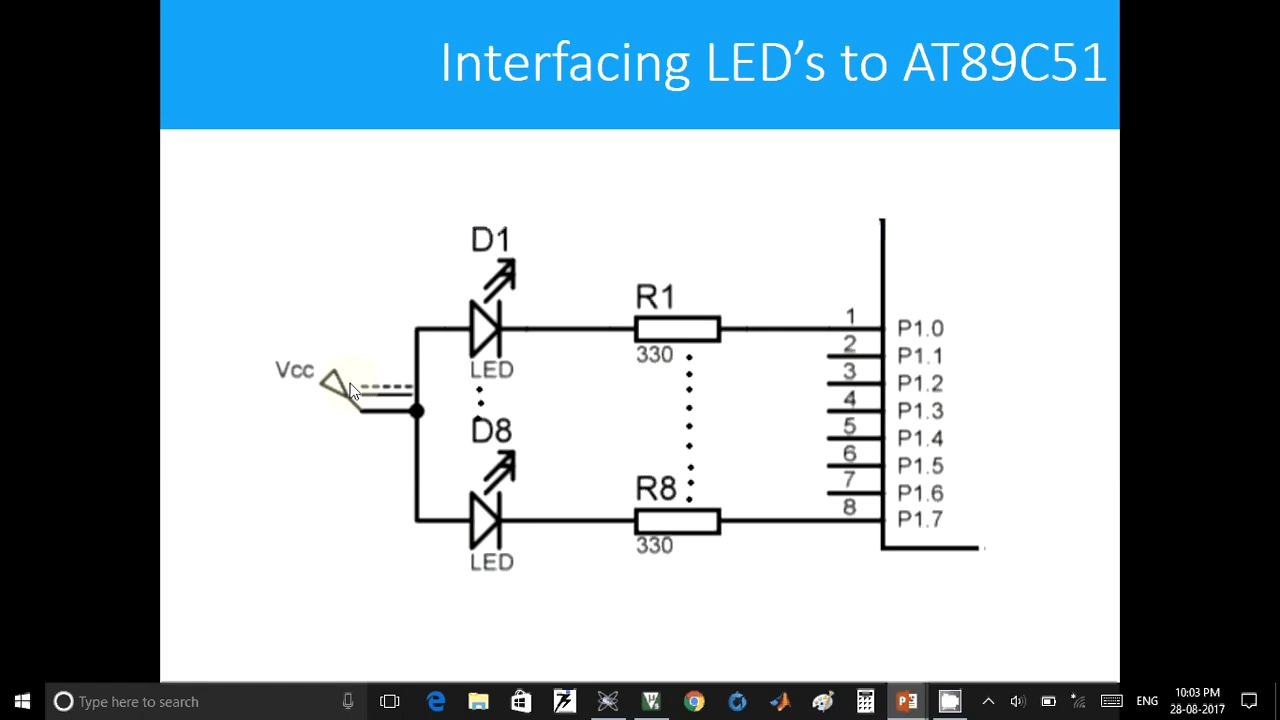 Interfacing LED's to AT89C51
D1
R1
1 P1.0
330
LED
2 P1.1
Vcc
3 P1.2
4 P1.3
D8
5 P1.4
6 P1.5
R8
7 P1.6
8 P1.7
330
LED
Type here to search
ENG
10:03 PM
28-08-2017